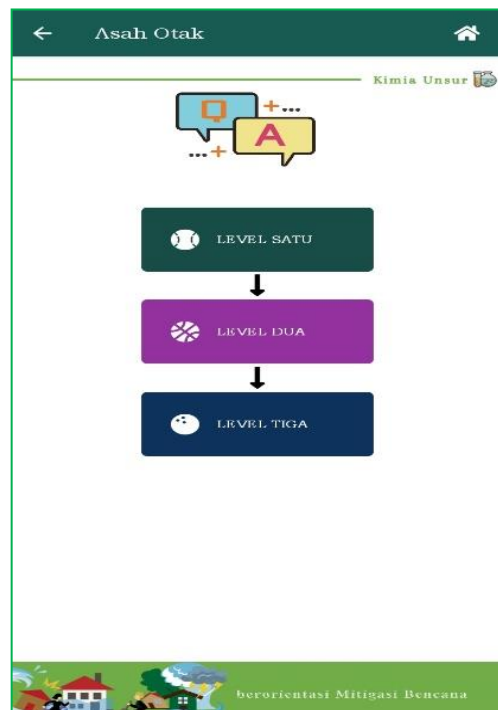 Asah Otak
Kimia Unsur
Q +...
...+ A
LEVEL SATU
LEVEL DUA
LEVEL TIGA
berorientasi Mitigasi Bencana